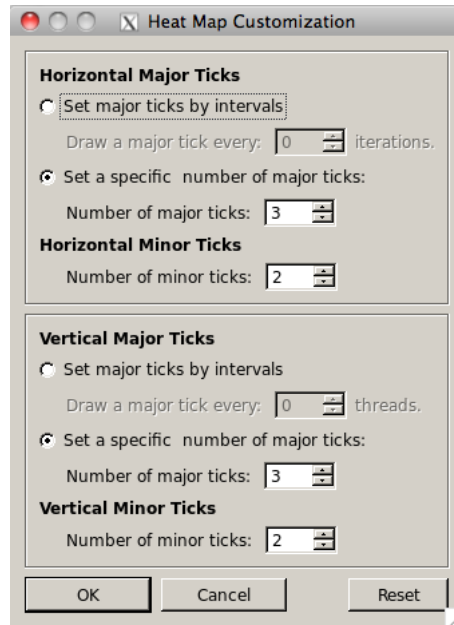 X Heat Map Customization
Horizontal Major Ticks
Set major ticks by intervals
Draw a major tick every: 0 iterations.
Set a specific  number of major ticks:
Number of major ticks: 3
Horizontal Minor Ticks
Number of minor ticks: 2
Vertical Major Ticks
Set major ticks by intervals
Draw a major tick every: 0 threads.
Set a specific  number of major ticks:
Number of major ticks: 3
Vertical Minor Ticks
Number of minor ticks: 2
OK Cancel Reset